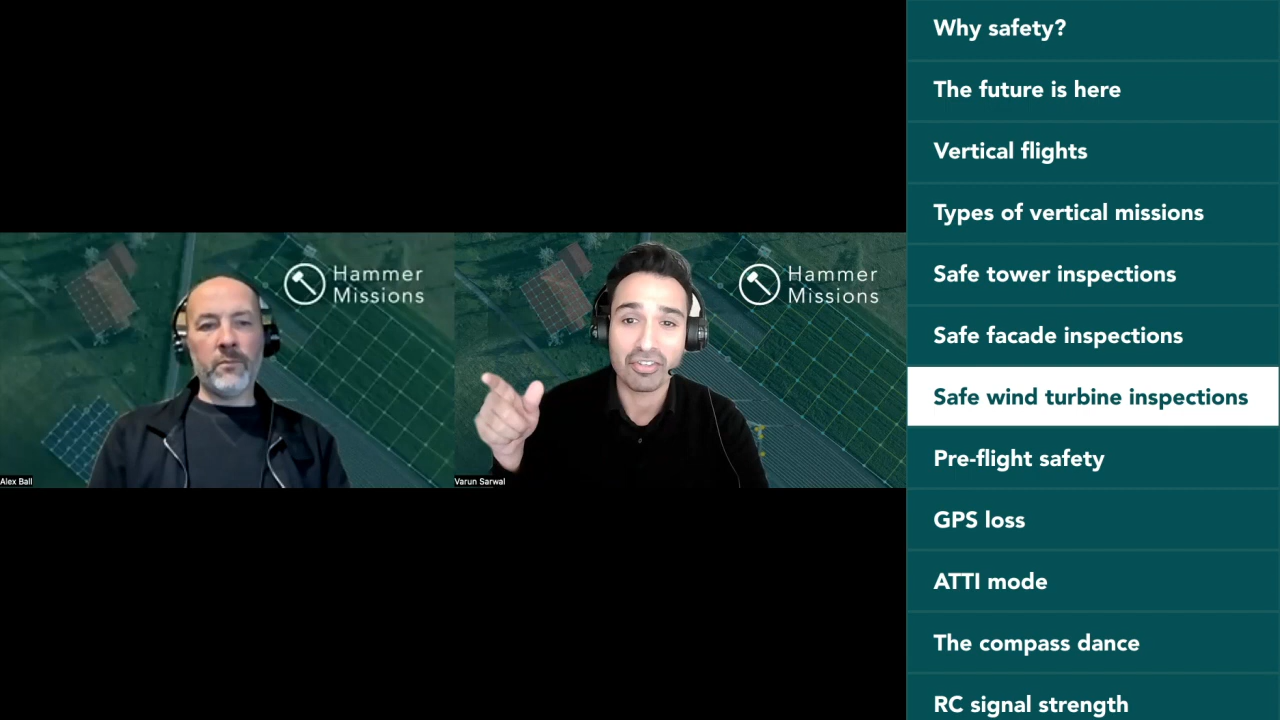 Hammer
Missions
Alex Ball
Hammer
Missions
Varun Sarwal
Why safety?
The future is here
Vertical flights
Types of vertical missions
Safe tower inspections
Safe facade inspections
Safe wind turbine inspections
Pre-flight safety
GPS loss
ATTI mode
The compass dance
RC signal strength